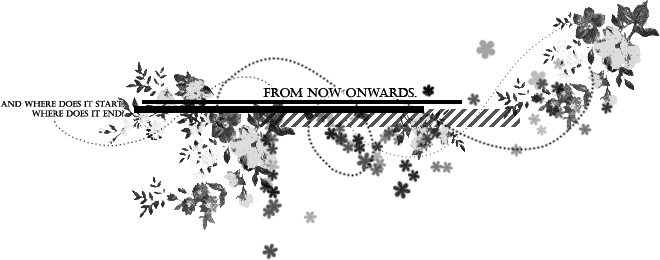 FROM NOW ONWARDS.
AND WHERE DOES IT START?
WHERE DOES IT END?